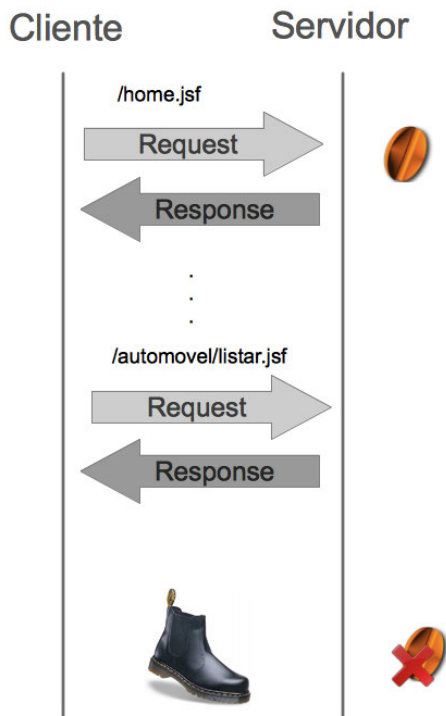 Cliente Servidor
/home.jsf
Request
Response
.
.
.
/automovel/listar.jsf
Request
Response